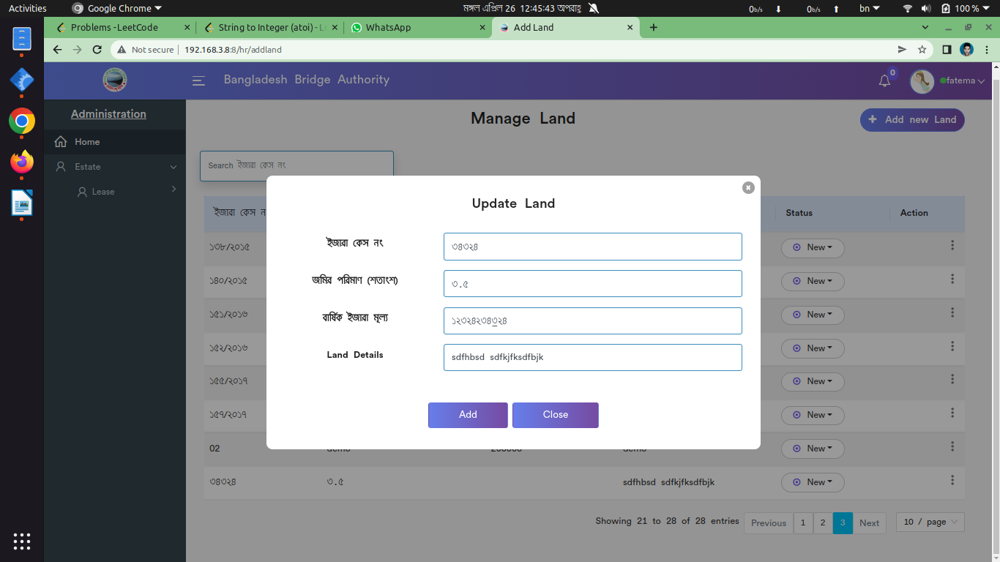 Activities Google Chrome মঙ্গল এপ্রিল 26 12:45:43 অপরাহ্ণ 0b/s 0b/s bn 100 %
Problems - LeetCode String to Integer (atoi) - Le WhatsApp Add Land
Not secure 192.168.3.8:8/hr/addland
Bangladesh Bridge Authority 0 fatema
Administration
Home
Estate
Lease
Manage Land Add new Land
Search ইজারা কেস নং
ইজারা কেস ন Status Action
১৩৮/২০১৫ New
১৪০/২০১৫ New
১৫১/২০১৬ New
১৫২/২০১৬ New
১৫৫/২০১৭ New
১৫৭/২০১৭ New
02 demo 200000 demo New
৩৪৩২৪ ৩.৫ sdfhbsd sdfkjfksdfbjk New
Showing 21 to 28 of 28 entries Previous 1 2 3 Next 10 / page
Update Land
ইজারা কেস নং ৩৪৩২৪
জমির পরিমাণ (শতাংশ) ৩.৫
বার্ষিক ইজারা মূল্য ১২৩২৪২৩৪৩২৪
Land Details sdfhbsd sdfkjfksdfbjk
Add Close